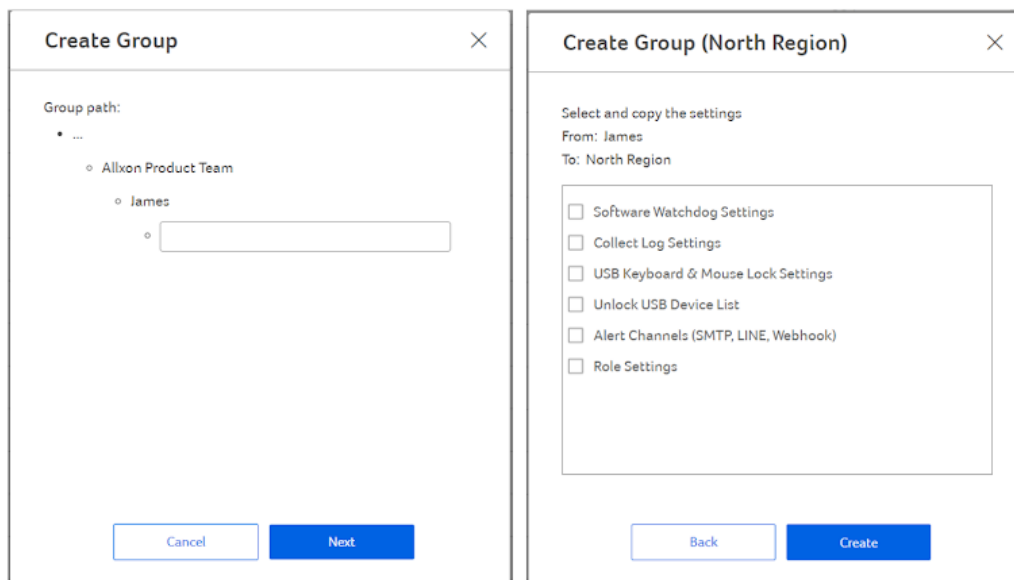 Create Group
Group path:
...
Allxon Product Team
James
Cancel
Next
Create Group (North Region)
Select and copy the settings
From: James
To: North Region
Software Watchdog Settings
Collect Log Settings
USB Keyboard & Mouse Lock Settings
Unlock USB Device List
Alert Channels (SMTP, LINE, Webhook)
Role Settings
Back
Create